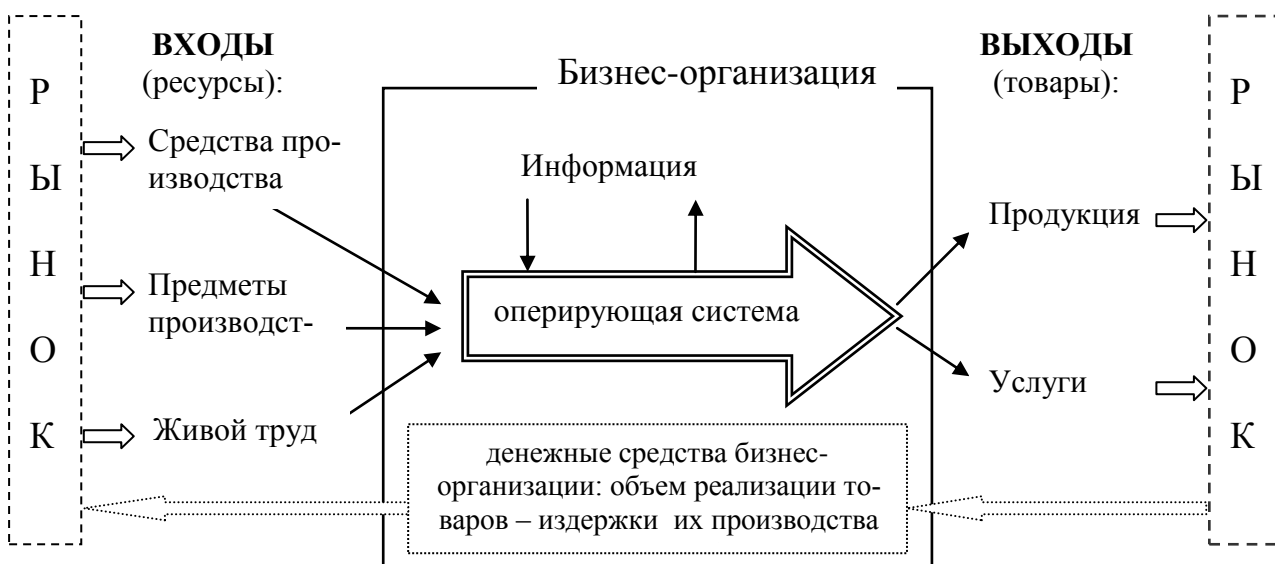 Р
Ы
Н
О
К
ВХОДЫ
(ресурсы):
Средства про-
изводства
Предметы
производст-
Живой труд
Бизнес-организация
Информация
оперирующая система
денежные средства бизнес-
организации: объем реализации то-
варов – издержки их производства
ВЫХОДЫ
(товары):
Продукция
Услуги
Р
Ы
Н
О
К